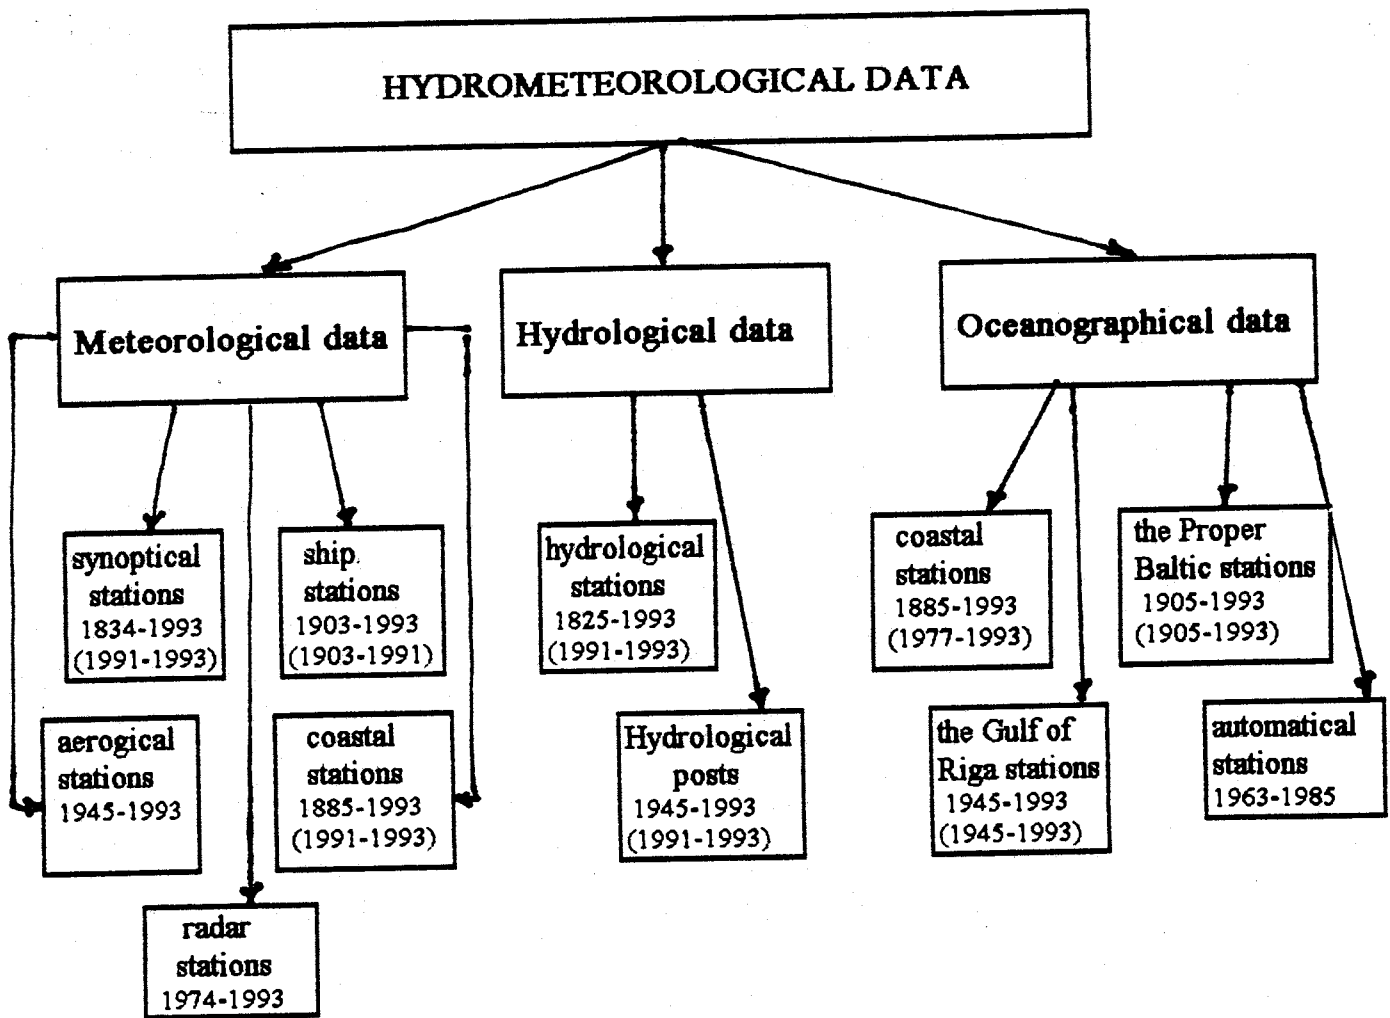 HYDROMETEOROLOGICAL DATA
Meteorological data
Hydrological data
Oceanographical data
synoptical
stations
1834-1993
(1991-1993)
ship.
stations
1903-1993
(1903-1991)
hydrological
stations
1825-1993
(1991-1993)
coastal
stations
1885-1993
(1977-1993)
the Proper
Baltic stations
1905-1993
(1905-1993)
aerogical
stations
1945-1993
coastal
stations
1885-1993
(1991-1993)
Hydrological
posts
1945-1993
(1991-1993)
the Gulf of
Riga stations
1945-1993
(1945-1993)
automatical
stations
1963-1985
radar
stations
1974-1993